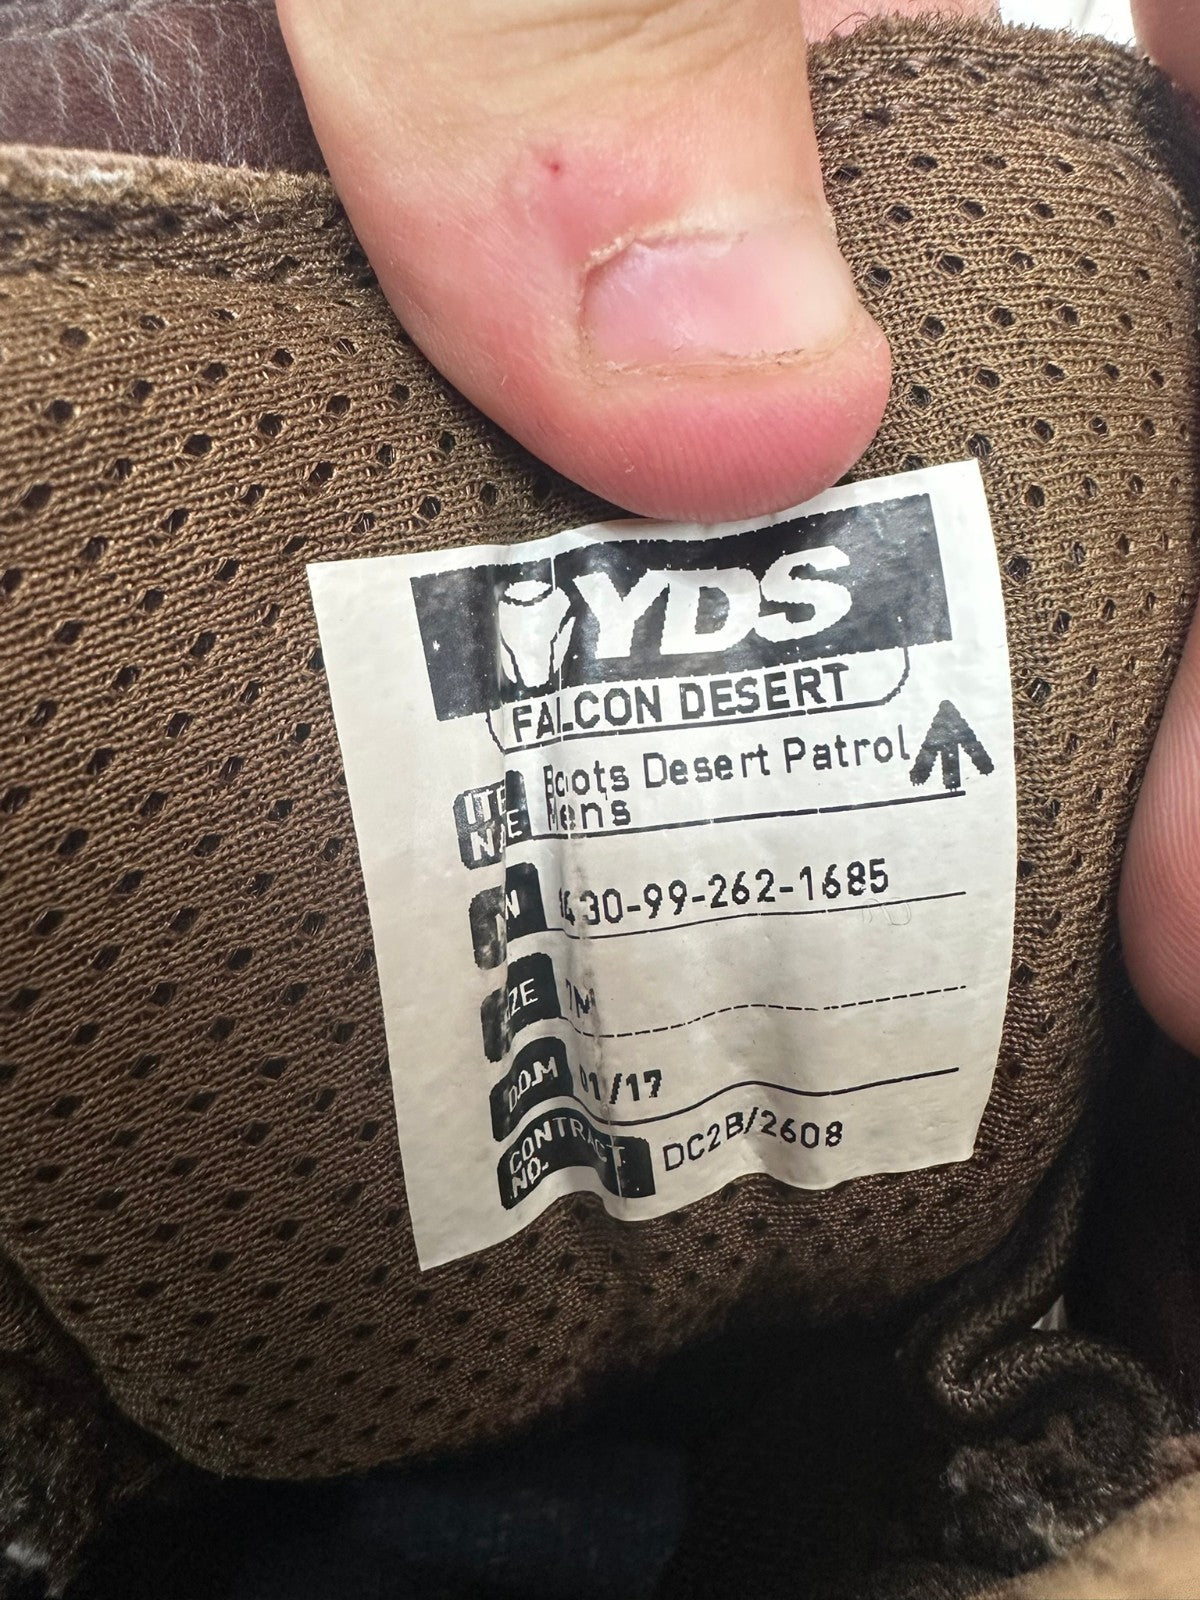 YDS
FALCON DESERT
Boots Desert Patrol
Mens
30-99-262-1685
D.O.M 01/17
CONTRACT DC2B/2608
NO.